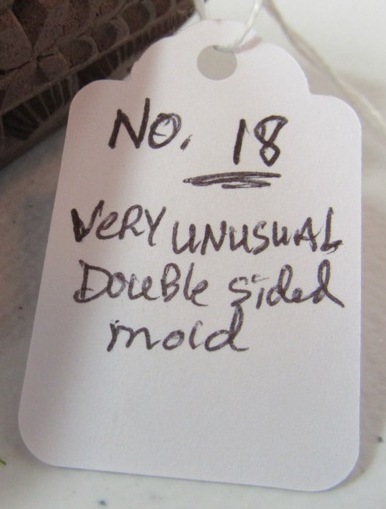 No. 18
VERY UNUSUAL
Double sided
mold